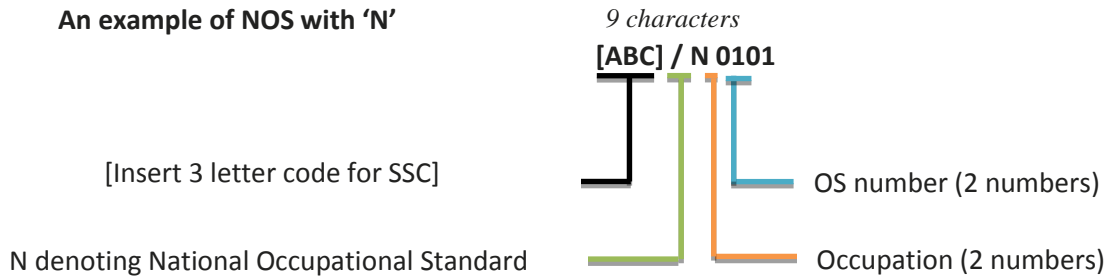 An example of NOS with ‘N’
9 characters
[ABC] / N 0101
[Insert 3 letter code for SSC]
OS number (2 numbers)
N denoting National Occupational Standard
Occupation (2 numbers)